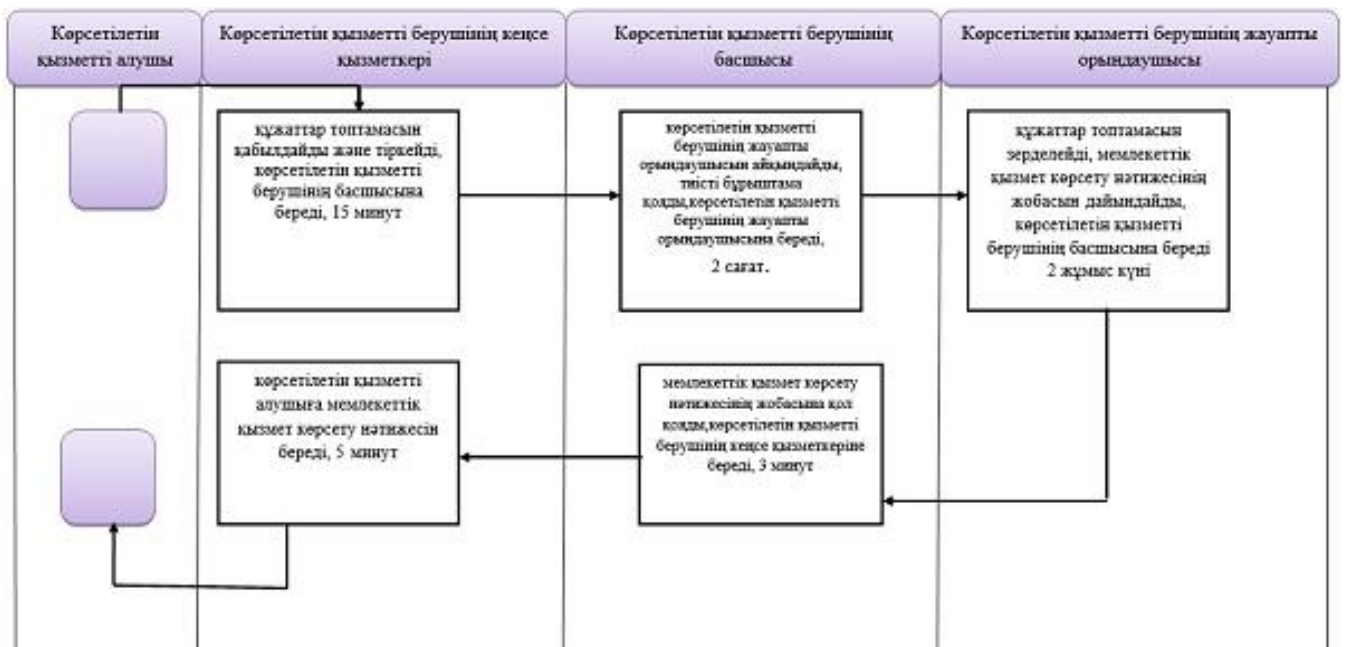 Көрсетілетін
қызметті алушы
Көрсетілетін қызметті берушінің кеңсе
қызметкері
Көрсетілетін қызметті берушінің
басшысы
Көрсетілетін қызметті берушінің жауапты
орындаушысы
құжаттар топтамасын
қабылдайды және тіркейді,
көрсетілетін қызметті
берушінің басшысына
береді, 15 минут
көрсетілетін қызметті
берушінің жауапты
орындаушысын айқындайды,
тиісті бұрыштама
қояды,көрсетілетін қызметті
берушінің жауапты
орындаушысына береді,
2 сағат.
құжаттар топтамасын
зерделейді, мемлекеттік
қызмет көрсету нәтижесінің
жобасын дайындайды,
көрсетілетін қызметті
берушінің басшысына береді
2 жұмыс күні
көрсетілетін қызметті
алушыға мемлекеттік
қызмет көрсету нәтижесін
береді, 5 минут
мемлекеттік қызмет көрсету
нәтижесінің жобасына қол
қояды,көрсетілетін қызметті
берушінің кеңсе қызметкеріне
береді, 3 минут